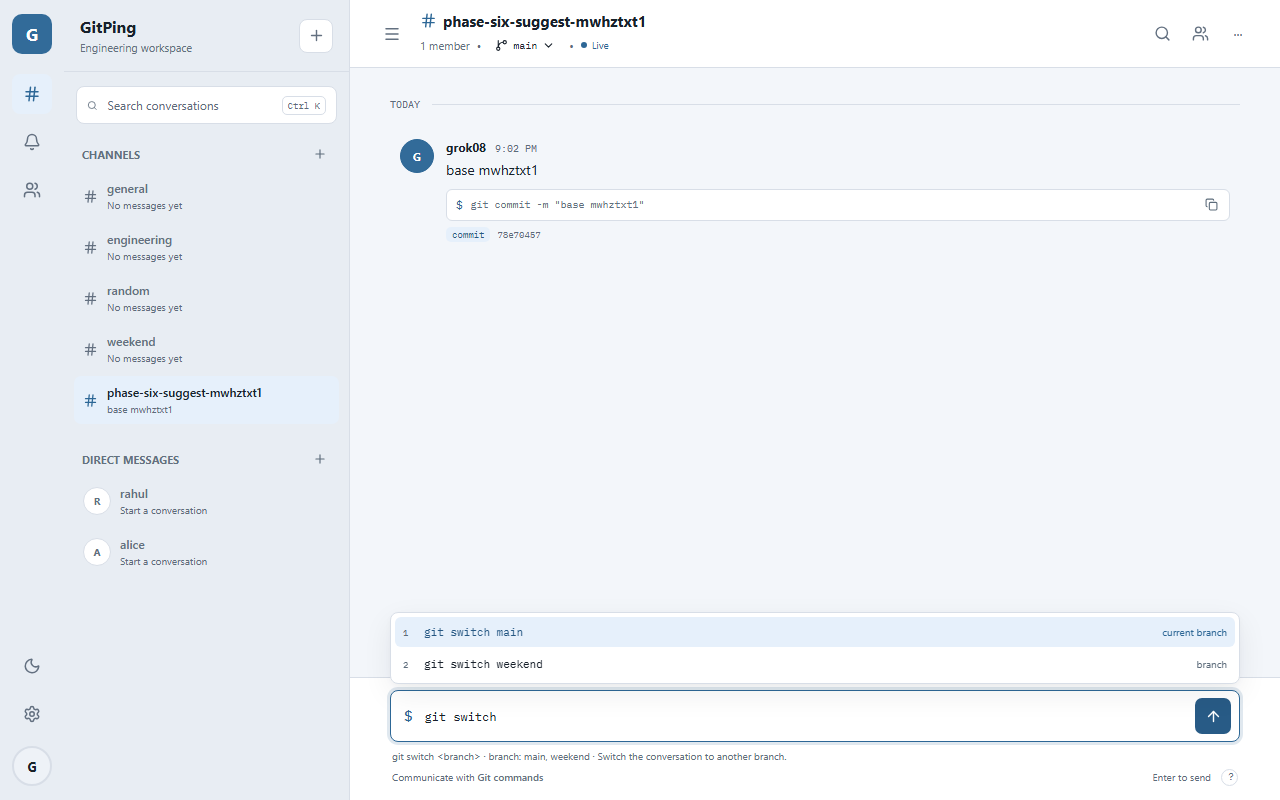 G
GitPing
Engineering workspace
Search conversations
Ctrl K
CHANNELS
general
No messages yet
engineering
No messages yet
random
No messages yet
weekend
No messages yet
phase-six-suggest-mwhztxt1
base mwhztxt1
DIRECT MESSAGES
R
rahul
Start a conversation
A
alice
Start a conversation
G
# phase-six-suggest-mwhztxt1
1 member • main • Live
TODAY
G
grok08 9:02 PM
base mwhztxt1
$ git commit -m "base mwhztxt1"
commit 78e70457
1 git switch main current branch
2 git switch weekend branch
$ git switch
git switch <branch> · branch: main, weekend · Switch the conversation to another branch.
Communicate with Git commands
Enter to send ?